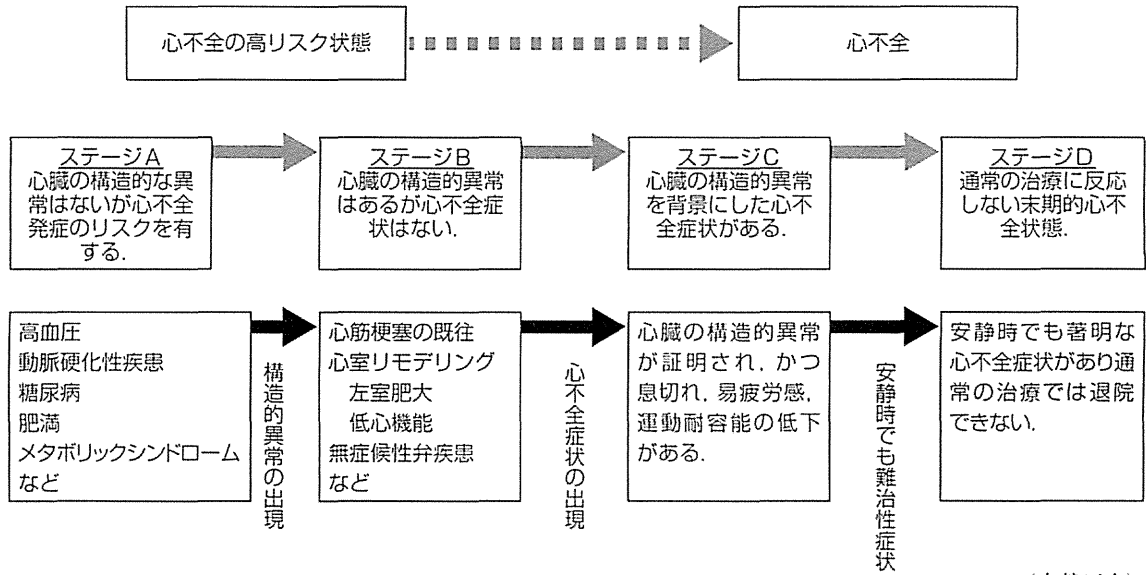 心不全の高リスク状態
心不全
ステージA
心臓の構造的な異
常はないが心不全
発症のリスクを有
する.
ステージB
心臓の構造的異常
はあるが心不全症
状はない.
ステージC
心臓の構造的異常
を背景にした心不
全症状がある.
ステージD
通常の治療に反応
しない末期的心不
全状態.
高血圧
動脈硬化性疾患
糖尿病
肥満
メタボリックシンドローム
など
構造的異常の出現
心筋梗塞の既往
心室リモデリング
左室肥大
低心機能
無症候性弁疾患
など
心不全症状の出現
心臓の構造的異常
が証明され, かつ
息切れ, 易疲労感,
運動耐容能の低下
がある.
安静時でも難治性症状
安静時でも著明な
心不全症状があり通
常の治療では退院
できない.